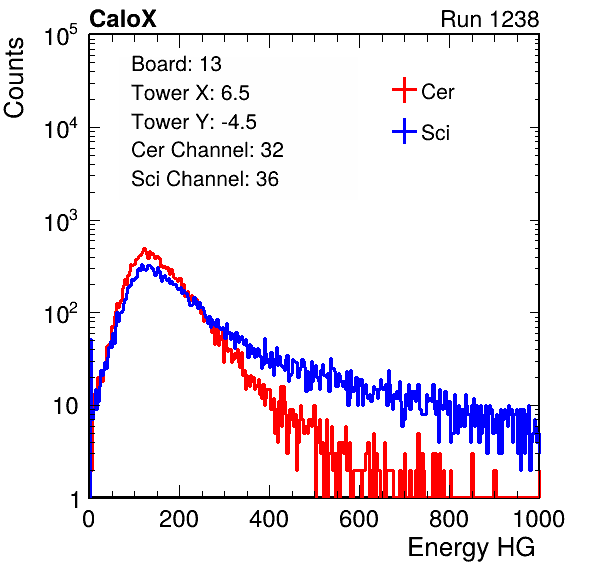 CaloX Run 1238
Counts
Board: 13
Tower X: 6.5
Tower Y: -4.5
Cer Channel: 32
Sci Channel: 36
Cer
Sci
10^5
10^4
10^3
10^2
10
1
0 200 400 600 800 1000
Energy HG